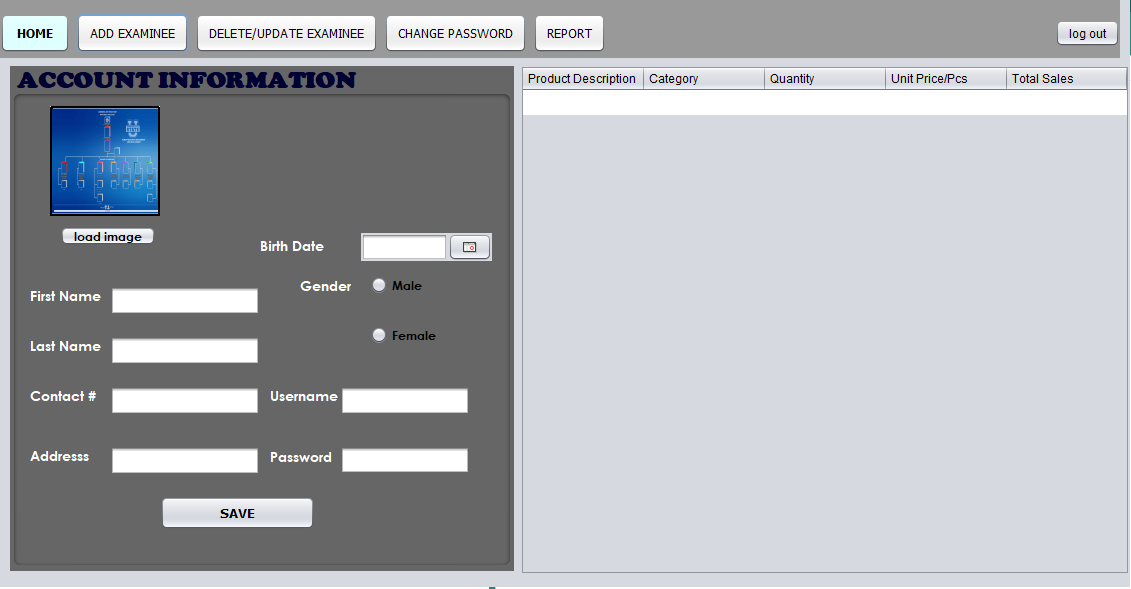 HOME ADD EXAMINEE DELETE/UPDATE EXAMINEE CHANGE PASSWORD REPORT log out
ACCOUNT INFORMATION
load image
Birth Date
Gender Male
Female
First Name
Last Name
Contact # Username
Addresss Password
SAVE
Product Description Category Quantity Unit Price/Pcs Total Sales